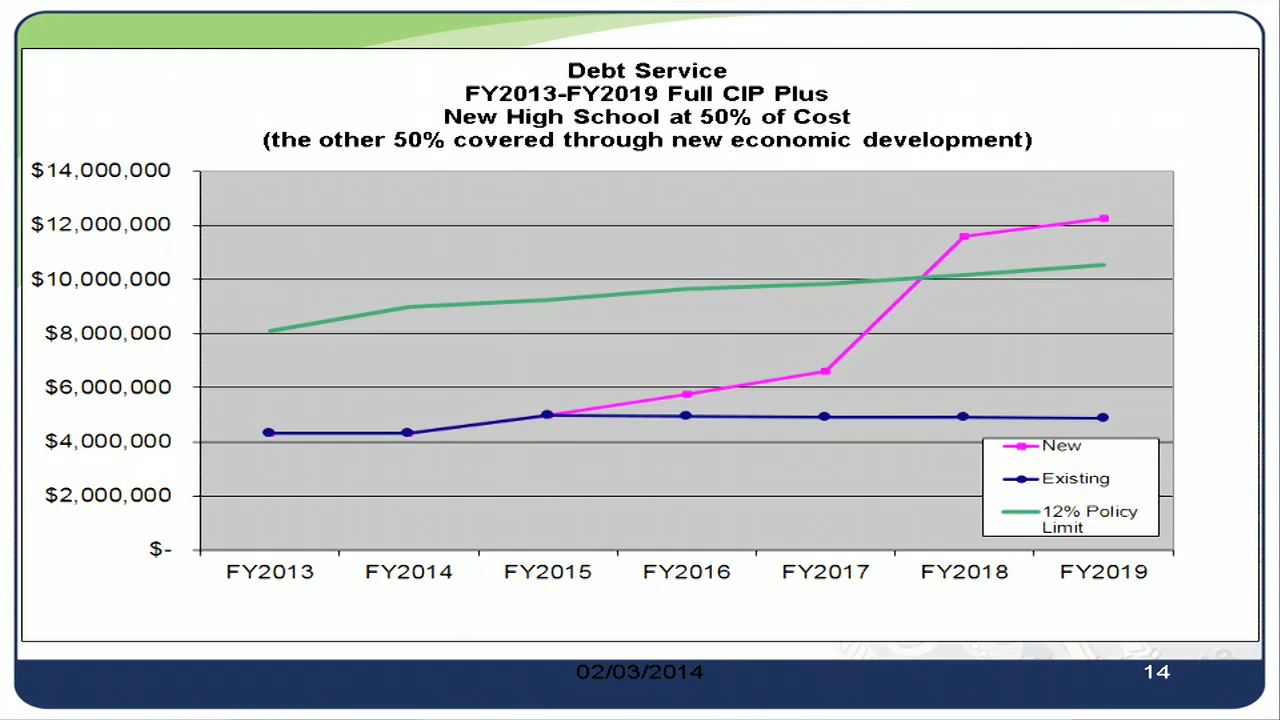 Debt Service
FY2013-FY2019 Full CIP Plus
New High School at 50% of Cost
(the other 50% covered through new economic development)
$14,000,000
$12,000,000
$10,000,000
$8,000,000
$6,000,000
$4,000,000
$2,000,000
$-
New
Existing
12% Policy
Limit
FY2013 FY2014 FY2015 FY2016 FY2017 FY2018 FY2019
02/03/2014 14